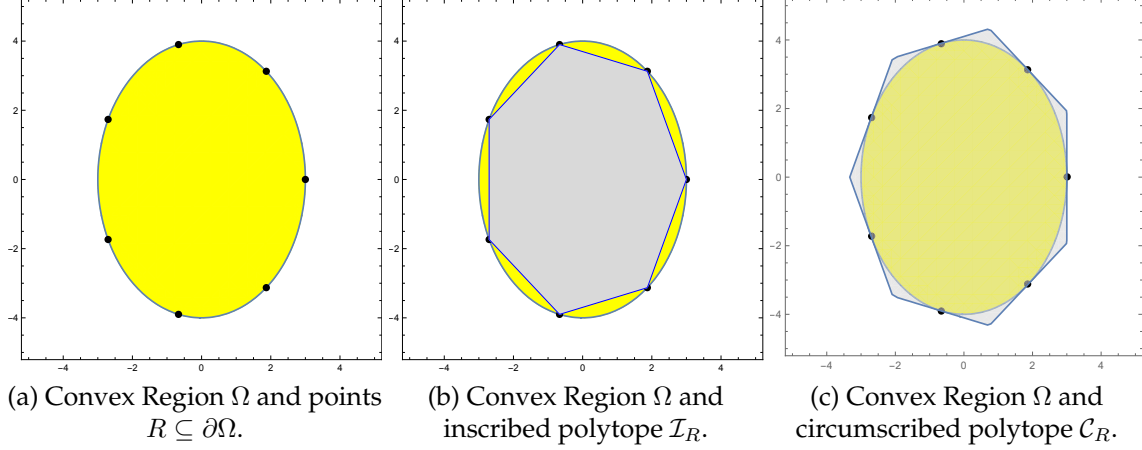 4
2
0
−2
−4
−4 −2 0 2 4
4
2
0
−2
−4
−4 −2 0 2 4
4
2
0
−2
−4
−4 −2 0 2 4
(a) Convex Region Ω and points
R ⊆ ∂Ω.
(b) Convex Region Ω and
inscribed polytope 𝓘_R.
(c) Convex Region Ω and
circumscribed polytope 𝓒_R.